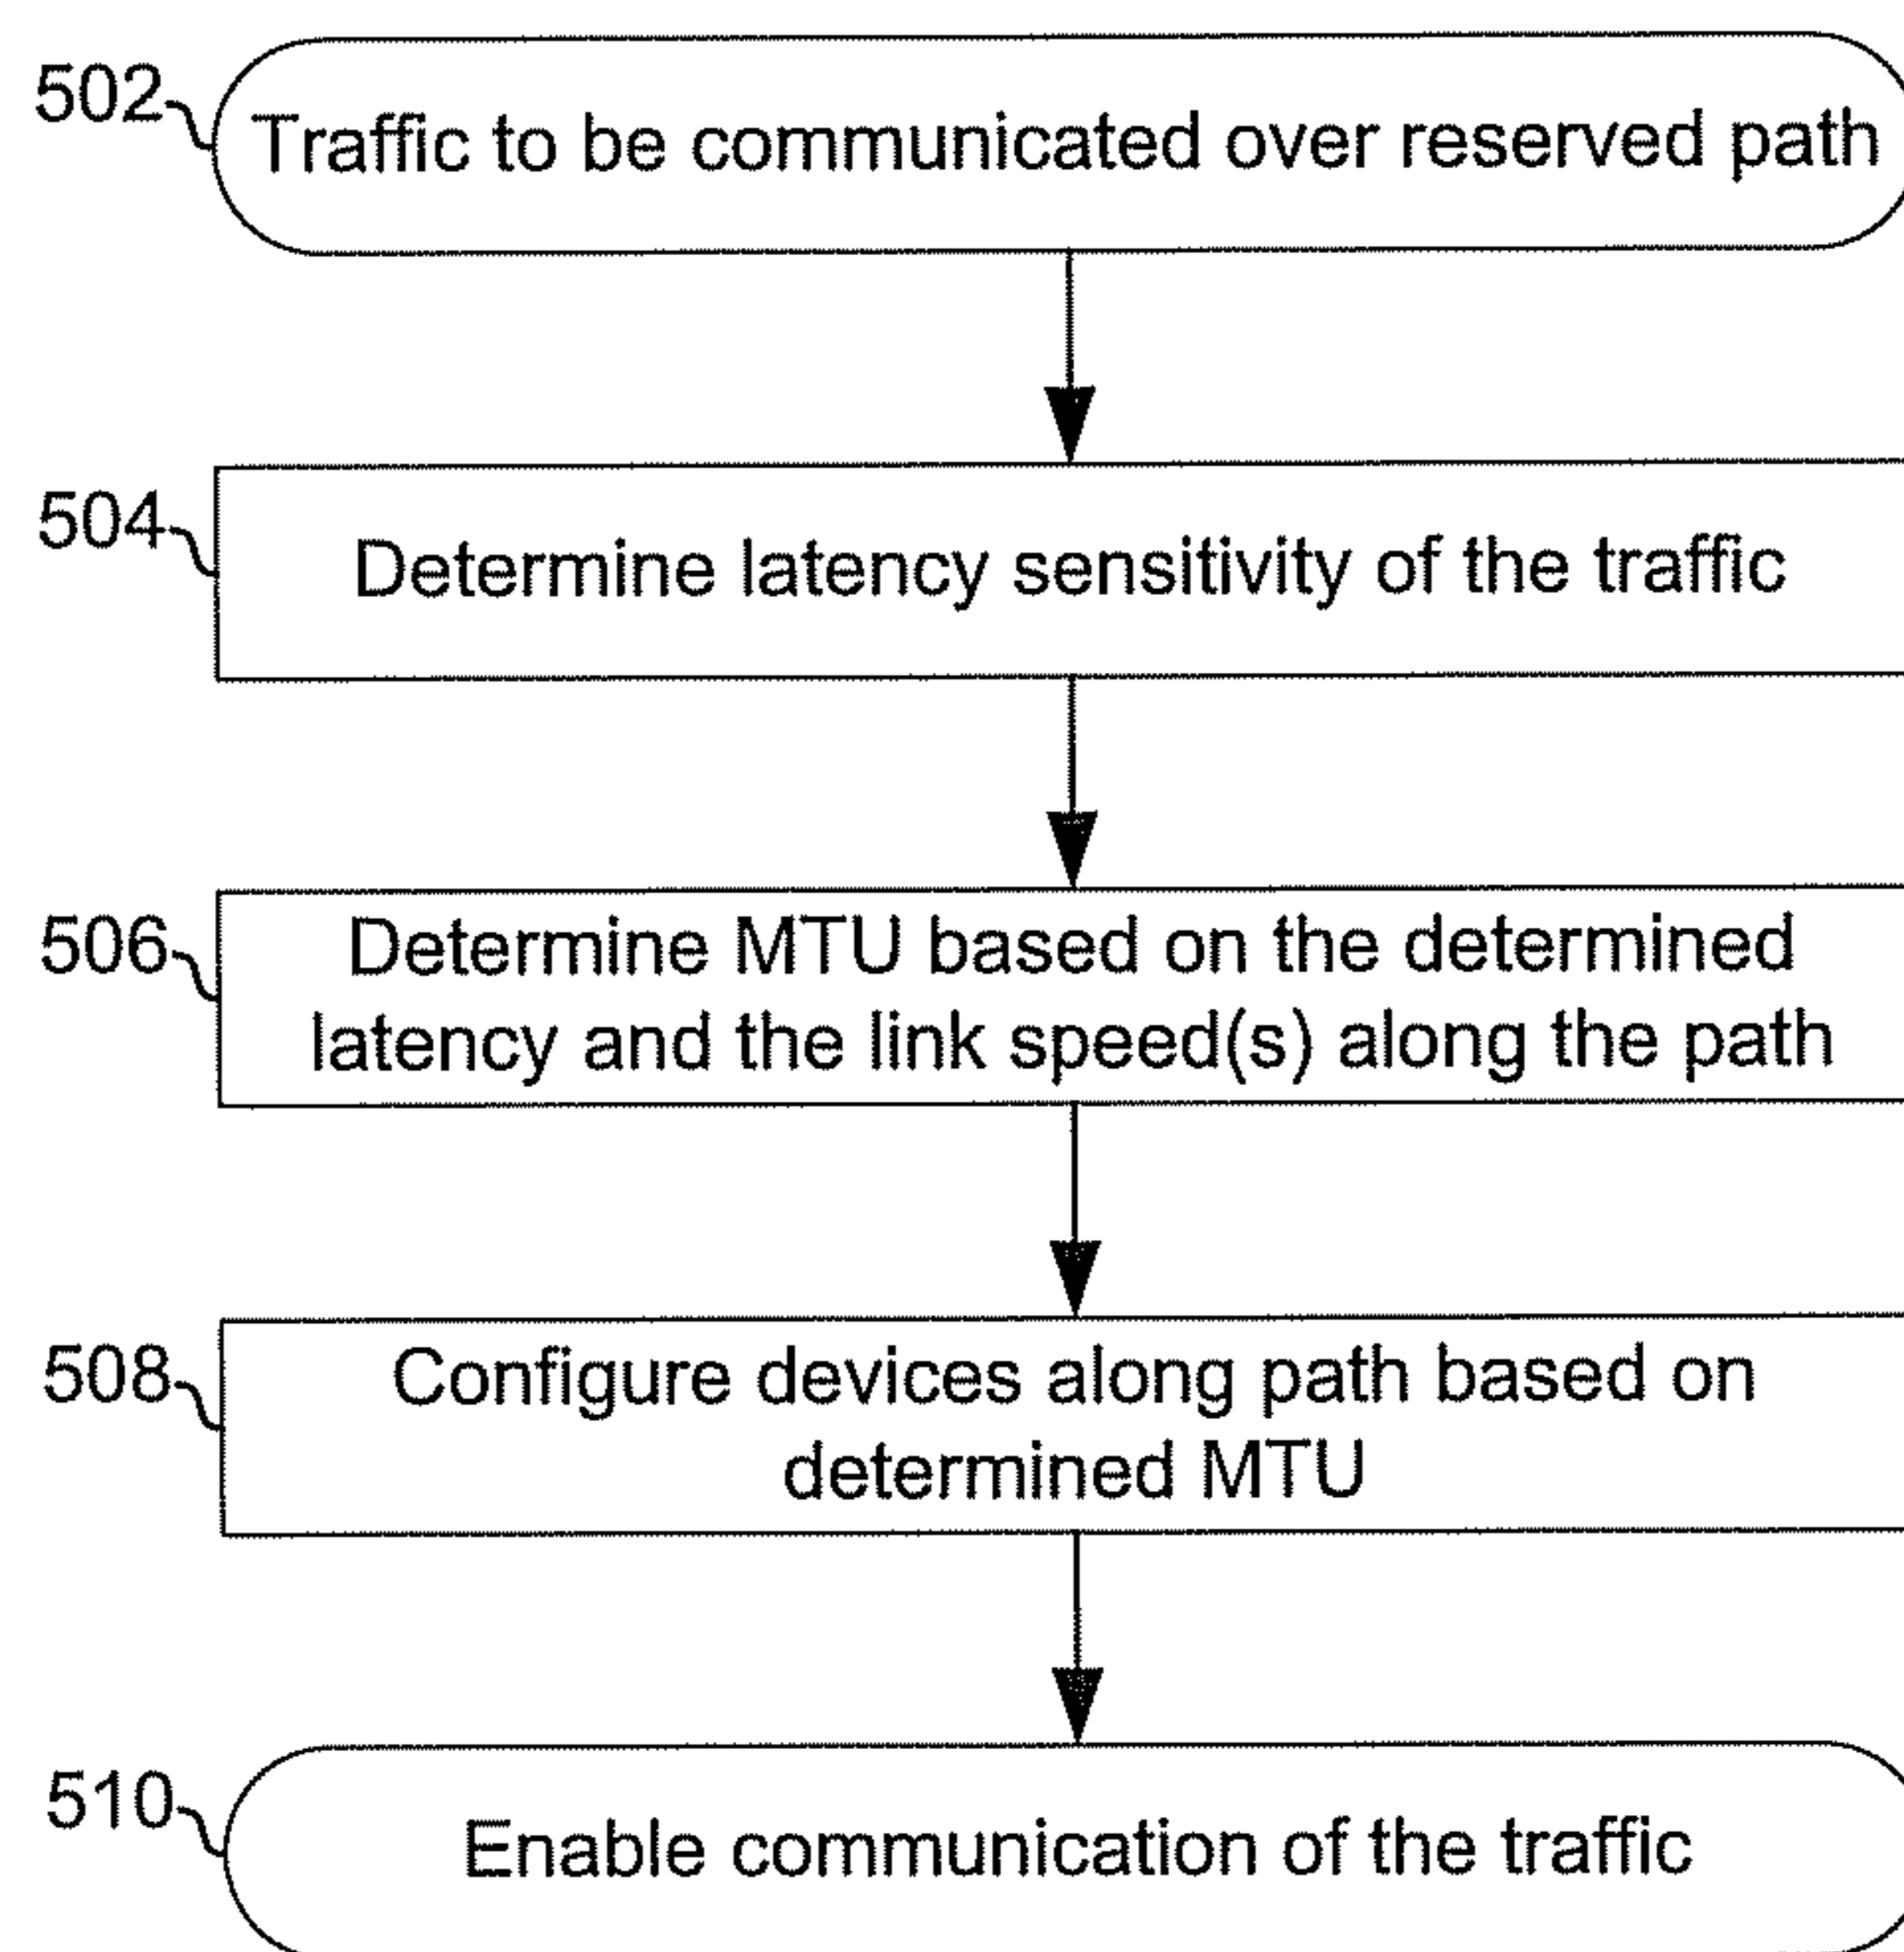 502
Traffic to be communicated over reserved path
504
Determine latency sensitivity of the traffic
506
Determine MTU based on the determined
latency and the link speed(s) along the path
508
Configure devices along path based on
determined MTU
510
Enable communication of the traffic